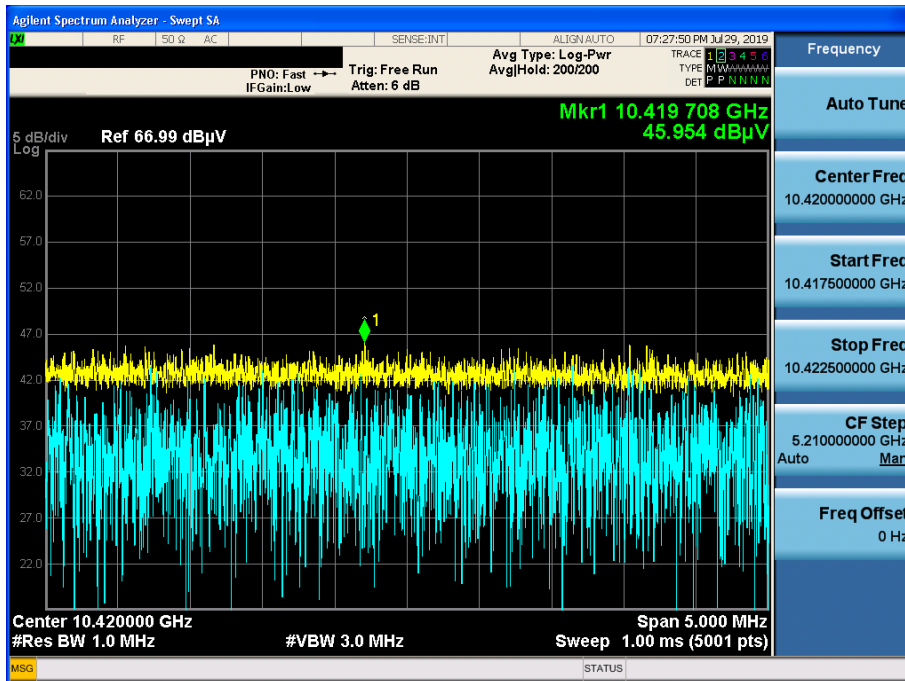 Agilent Spectrum Analyzer - Swept SA
LXI RF 50 Ω AC SENSE:INT ALIGN AUTO 07:27:50 PM Jul 29, 2019
PNO: Fast
IFGain:Low
Trig: Free Run
Atten: 6 dB
Avg Type: Log-Pwr
Avg|Hold: 200/200
TRACE 1 2 3 4 5 6
TYPE M W W W W W
DET P P N N N N
Mkr1 10.419 708 GHz
45.954 dBµV
5 dB/div Ref 66.99 dBµV
Log
62.0
57.0
52.0
47.0
42.0
37.0
32.0
27.0
22.0
1
Center 10.420000 GHz Span 5.000 MHz
#Res BW 1.0 MHz #VBW 3.0 MHz Sweep 1.00 ms (5001 pts)
MSG STATUS
Frequency
Auto Tune
Center Freq
10.420000000 GHz
Start Freq
10.417500000 GHz
Stop Freq
10.422500000 GHz
CF Step
5.210000000 GHz
Auto Man
Freq Offset
0 Hz